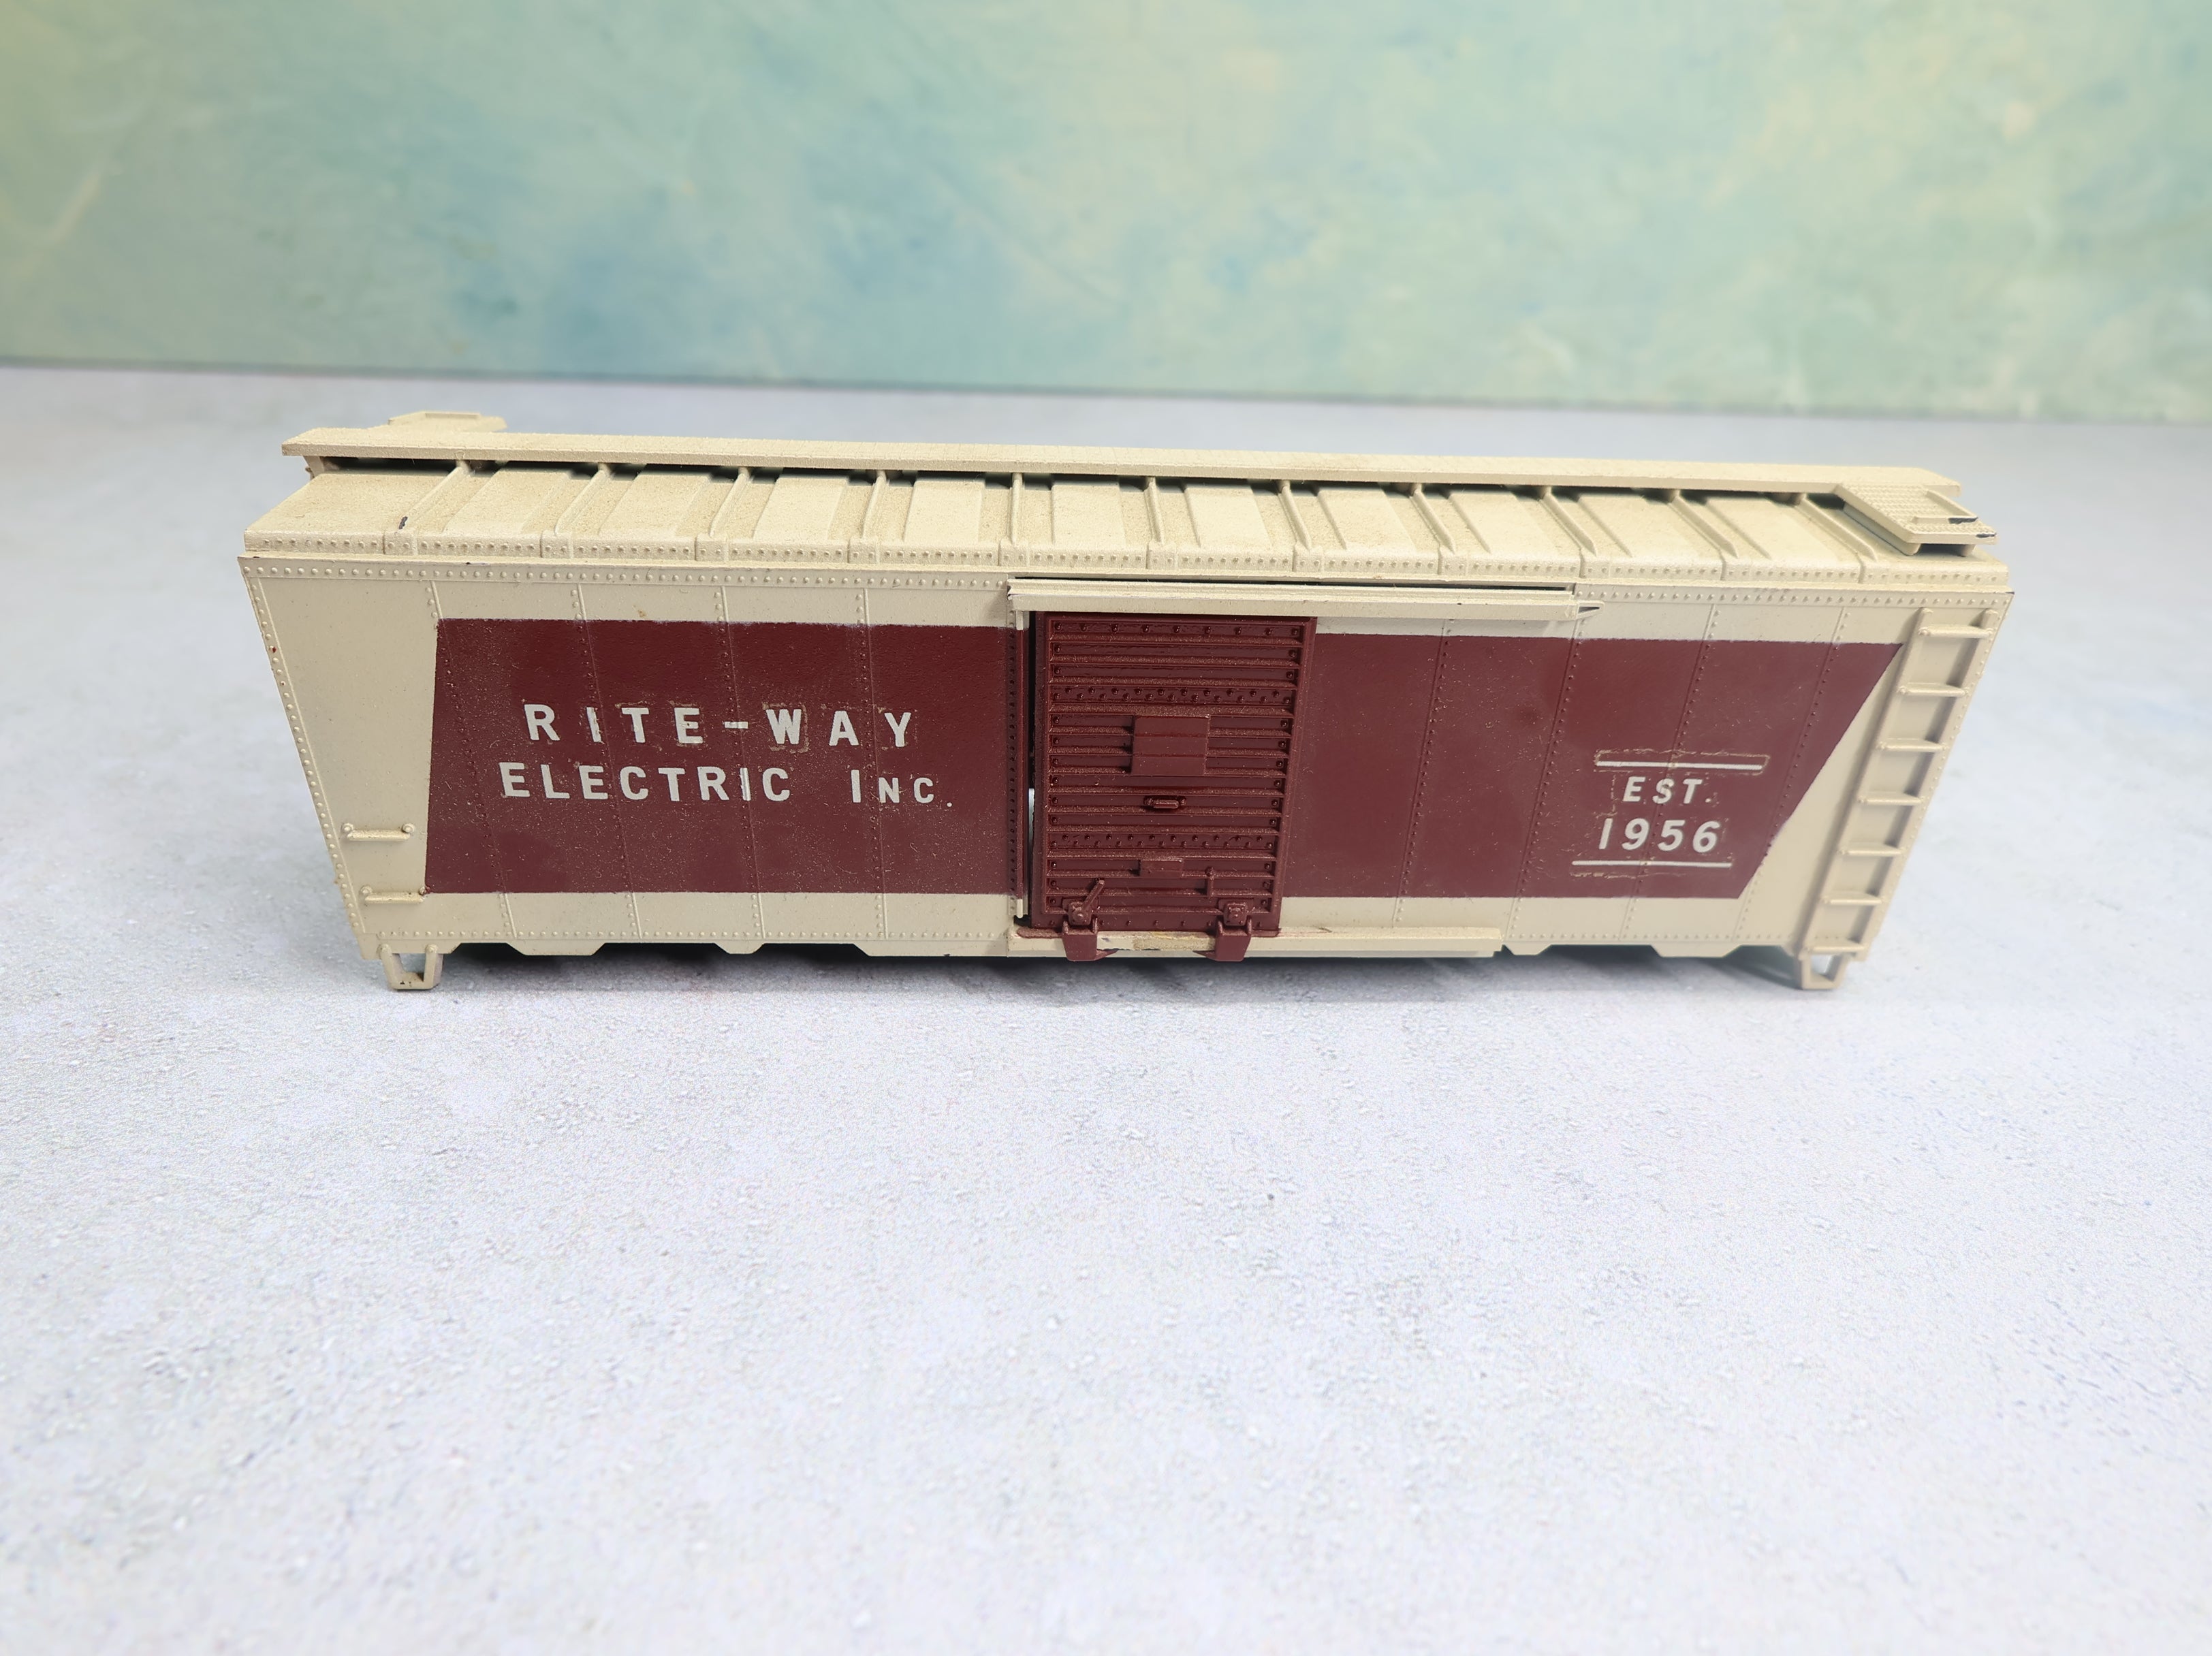 RITE-WAY
ELECTRIC INC.
EST.
1956